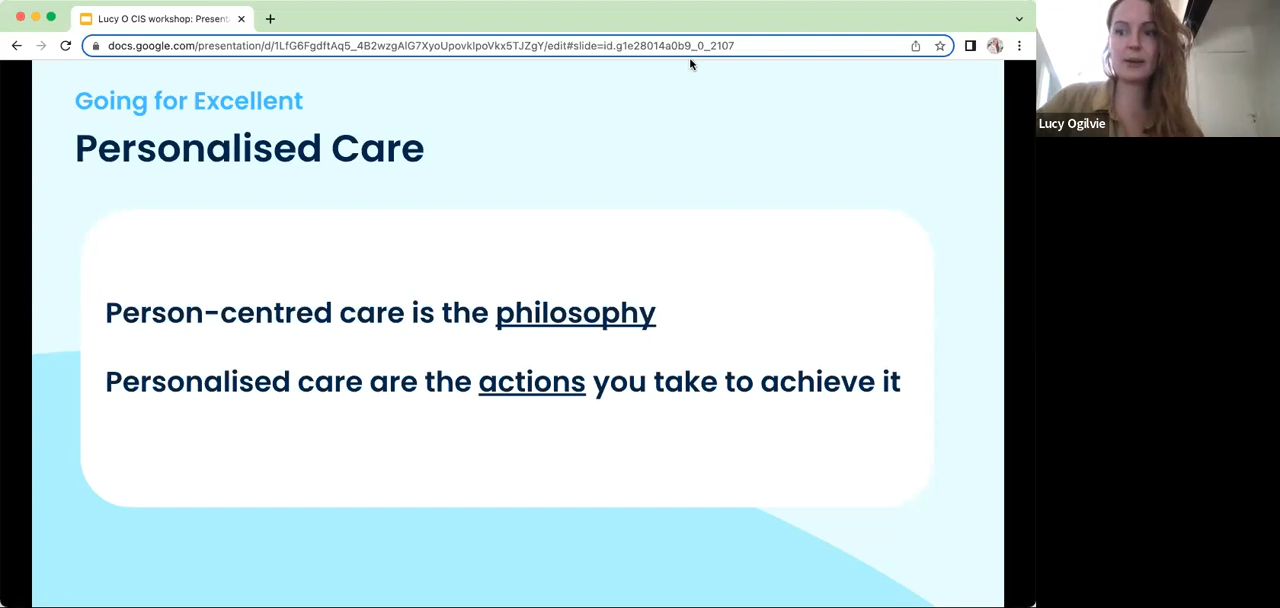 Lucy O CIS workshop: Present
docs.google.com/presentation/d/1LfG6FgdftAq5_4B2wzgAIG7XyoUpovkIpoVkx5TJZgY/edit#slide=id.g1e28014a0b9_0_2107
Lucy Ogilvie
Going for Excellent
Personalised Care
Person-centred care is the philosophy
Personalised care are the actions you take to achieve it